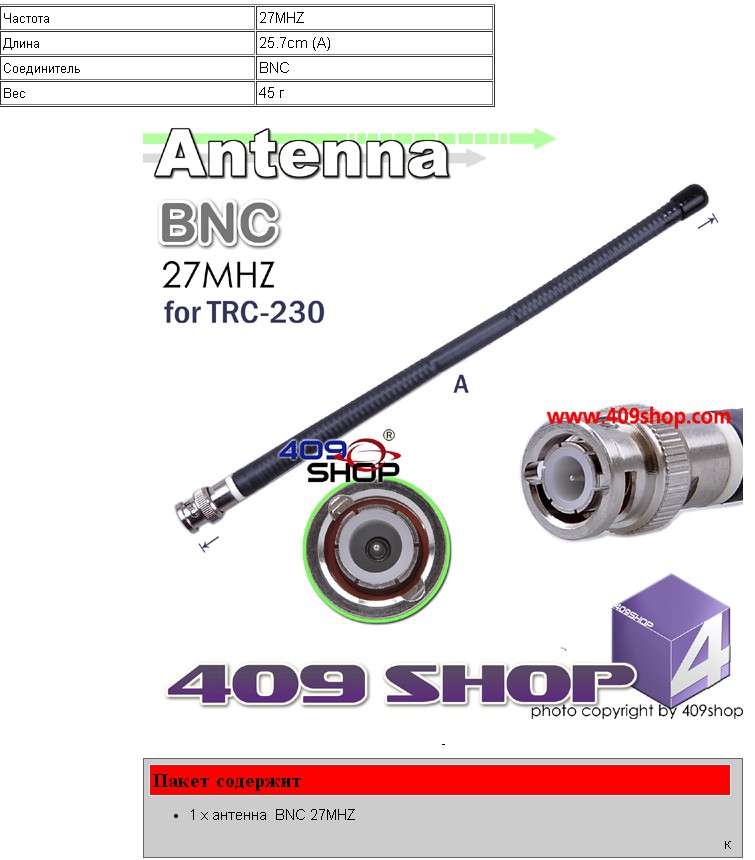 Частота 27MHZ
Длина 25.7cm (A)
Соединитель BNC
Вес 45 г
Antenna
BNC
27MHZ
for TRC-230
A
www.409shop.com
409 ®
SHOP
409SHOP
4
409 SHOP
photo copyright by 409shop
-
Пакет содержит
• 1 x антенна BNC 27MHZ
к